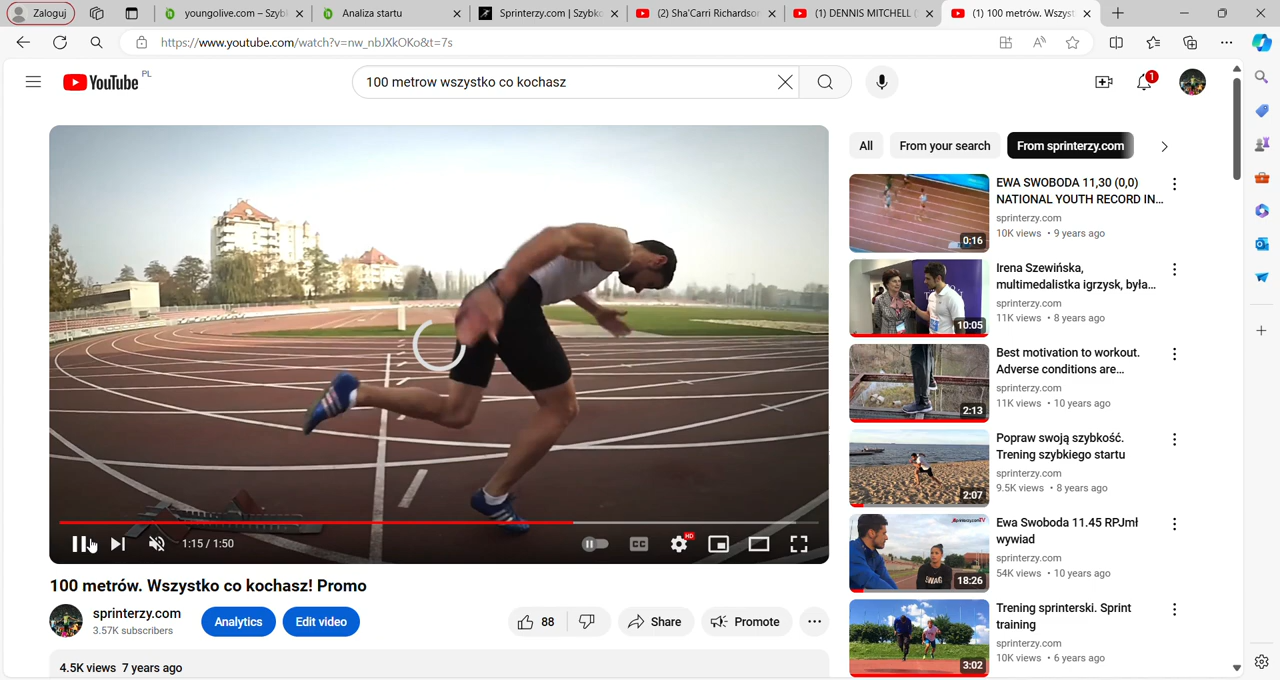 Zaloguj
youngolive.com – Szybk
Analiza startu
Sprinterzy.com | Szybko
(2) Sha'Carri Richardson
(1) DENNIS MITCHELL (
(1) 100 metrów. Wszyst
https://www.youtube.com/watch?v=nw_nbJXkOKo&t=7s
YouTube PL
100 metrow wszystko co kochasz
1
All
From your search
From sprinterzy.com
EWA SWOBODA 11,30 (0,0)
NATIONAL YOUTH RECORD IN...
sprinterzy.com
10K views • 9 years ago
0:16
Irena Szewińska,
multimedalistka igrzysk, była...
sprinterzy.com
11K views • 8 years ago
10:05
Best motivation to workout.
Adverse conditions are...
sprinterzy.com
11K views • 10 years ago
2:13
Popraw swoją szybkość.
Trening szybkiego startu
sprinterzy.com
9.5K views • 8 years ago
2:07
Ewa Swoboda 11.45 RPJmł
wywiad
sprinterzy.com
54K views • 10 years ago
SWAG
18:26
Trening sprinterski. Sprint
training
sprinterzy.com
10K views • 6 years ago
3:02
1:15 / 1:50
CC
HD
100 metrów. Wszystko co kochasz! Promo
sprinterzy.com
3.57K subscribers
Analytics
Edit video
88
Share
Promote
4.5K views 7 years ago